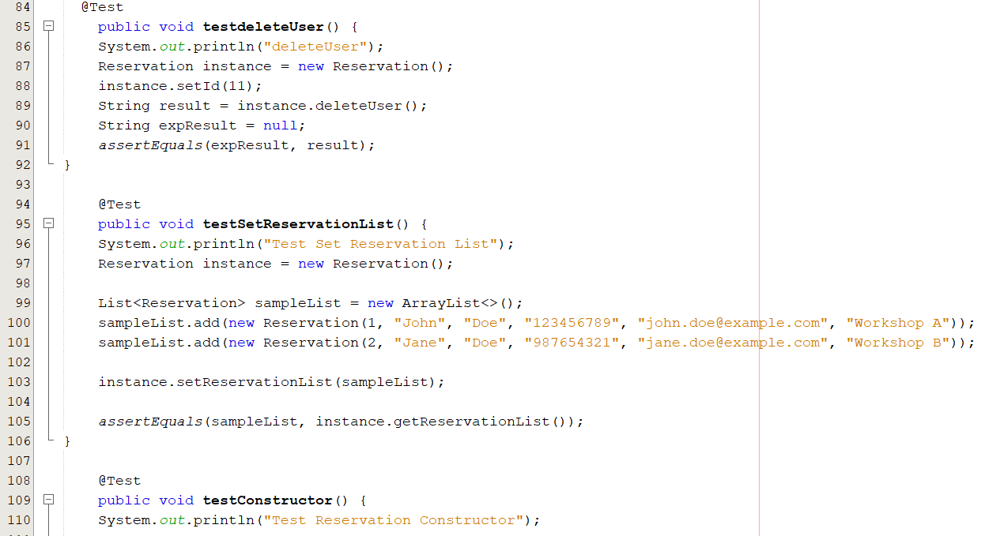 84 @Test
85 public void testdeleteUser() {
86 System.out.println("deleteUser");
87 Reservation instance = new Reservation();
88 instance.setId(11);
89 String result = instance.deleteUser();
90 String expResult = null;
91 assertEquals(expResult, result);
92 }
93
94 @Test
95 public void testSetReservationList() {
96 System.out.println("Test Set Reservation List");
97 Reservation instance = new Reservation();
98
99 List<Reservation> sampleList = new ArrayList<>();
100 sampleList.add(new Reservation(1, "John", "Doe", "123456789", "john.doe@example.com", "Workshop A"));
101 sampleList.add(new Reservation(2, "Jane", "Doe", "987654321", "jane.doe@example.com", "Workshop B"));
102
103 instance.setReservationList(sampleList);
104
105 assertEquals(sampleList, instance.getReservationList());
106 }
107
108 @Test
109 public void testConstructor() {
110 System.out.println("Test Reservation Constructor");